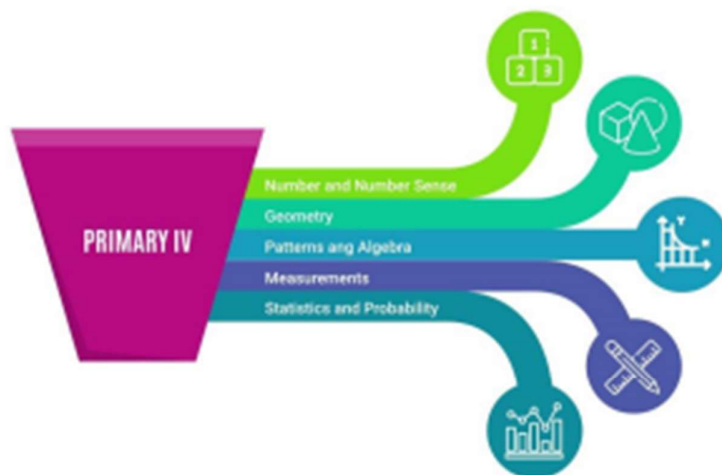 1
2 3
Number and Number Sense
Geometry
PRIMARY IV
Patterns ang Algebra
Measurements
Statistics and Probability
Y